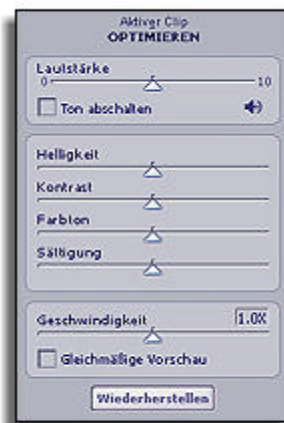 Aktiver Clip
OPTIMIEREN
Lautstärke
0 10
Ton abschalten
Helligkeit
Kontrast
Farbton
Sättigung
Geschwindigkeit 1.0X
Gleichmäßige Vorschau
Wiederherstellen